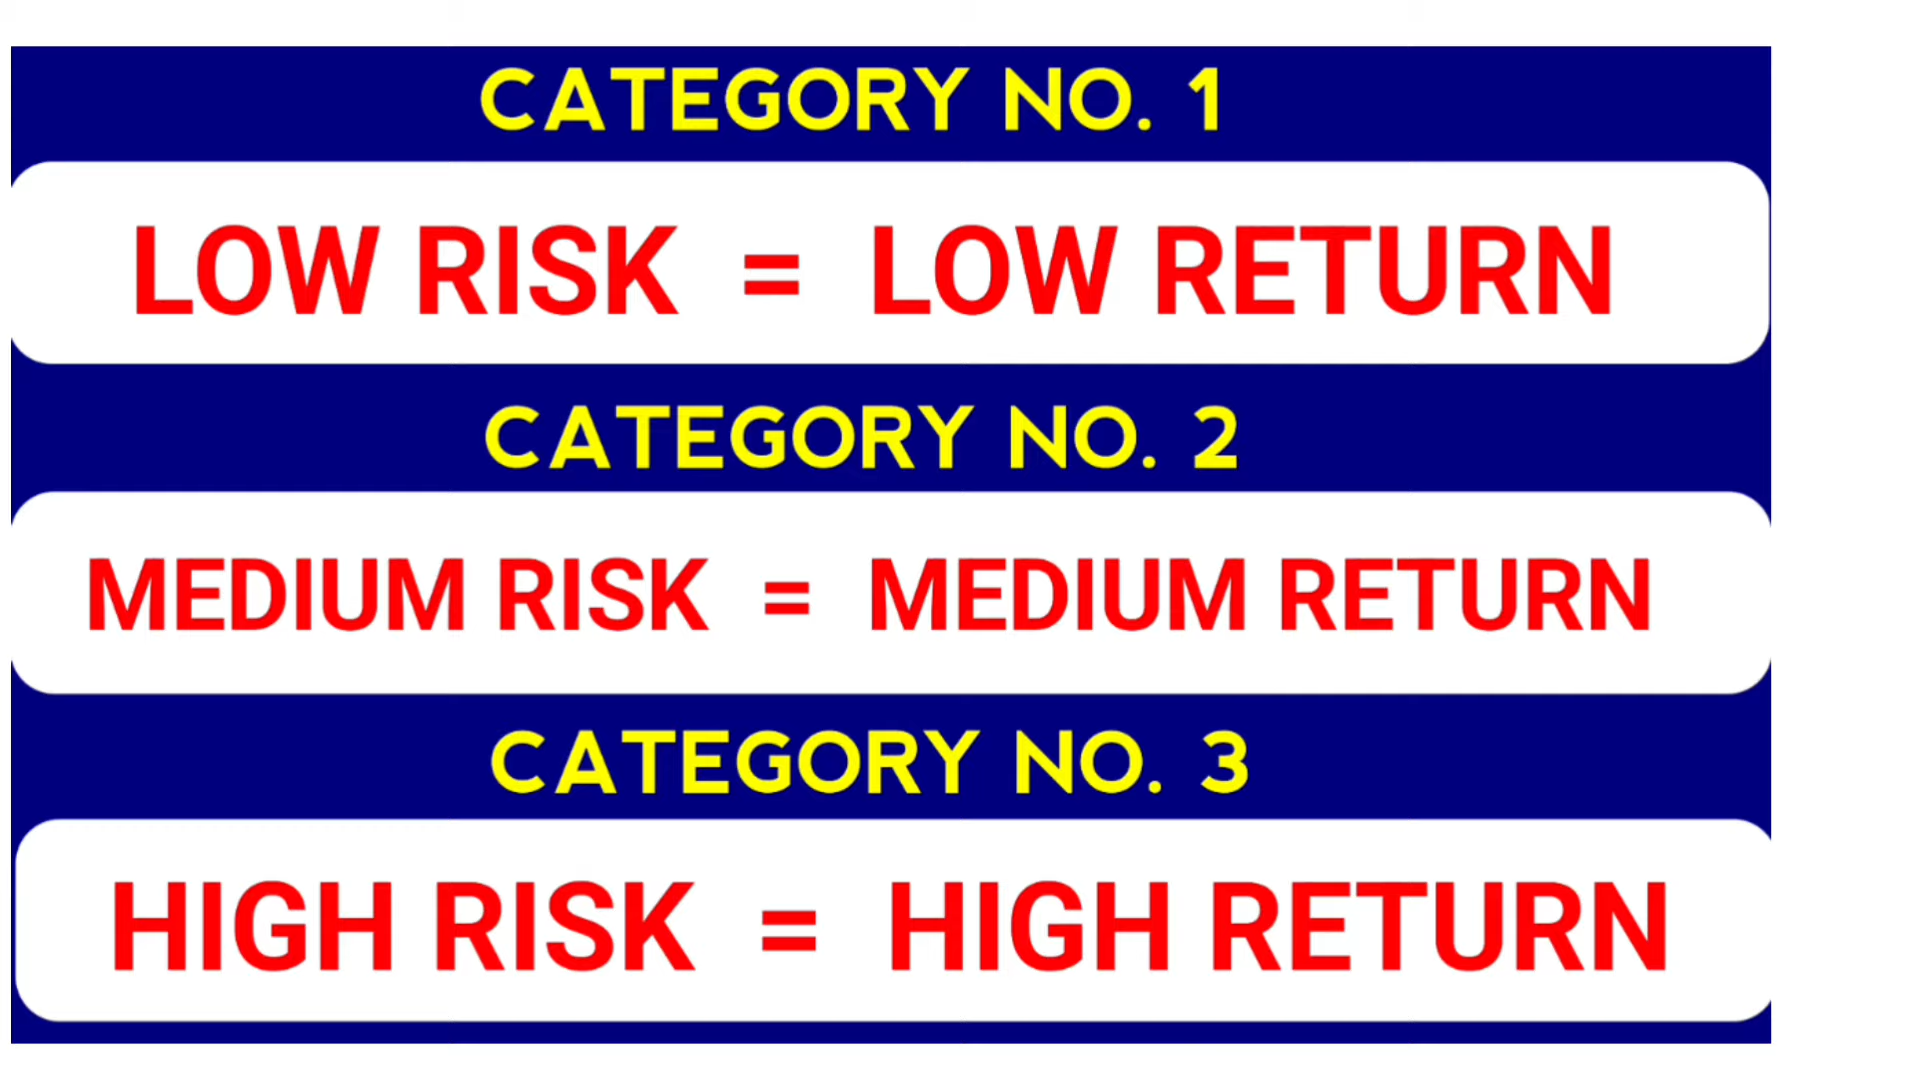 CATEGORY NO. 1
LOW RISK = LOW RETURN
CATEGORY NO. 2
MEDIUM RISK = MEDIUM RETURN
CATEGORY NO. 3
HIGH RISK = HIGH RETURN